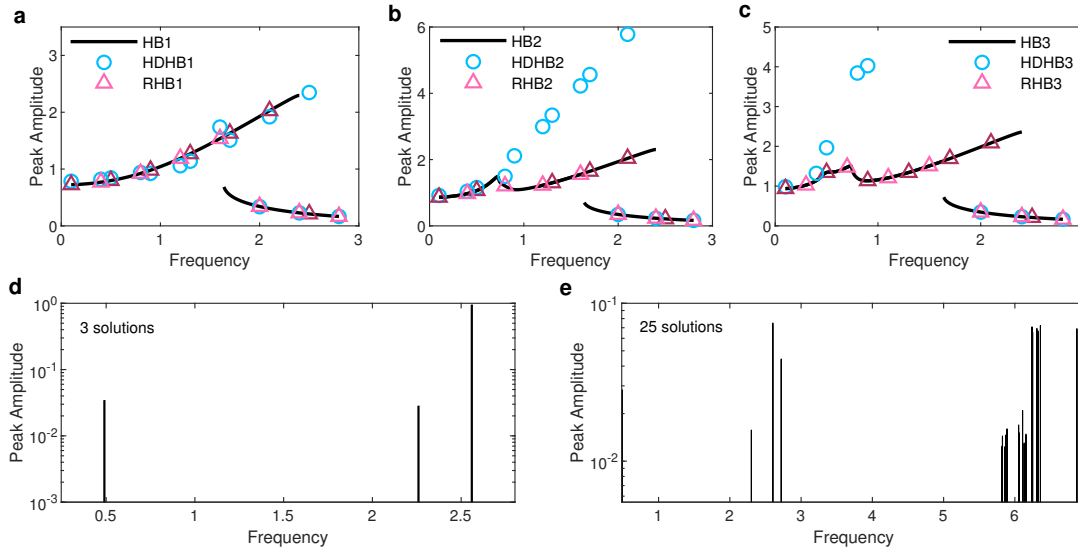 a
HB1
HDHB1
RHB1
Peak Amplitude
4
3
2
1
0
0
1
2
3
Frequency
b
HB2
HDHB2
RHB2
Peak Amplitude
6
4
2
0
0
1
2
3
Frequency
c
HB3
HDHB3
RHB3
Peak Amplitude
5
4
3
2
1
0
0
1
2
3
Frequency
d
3 solutions
Peak Amplitude
10^0
10^-1
10^-2
10^-3
0.5
1
1.5
2
2.5
Frequency
e
25 solutions
Peak Amplitude
10^-1
10^-2
1
2
3
4
5
6
Frequency